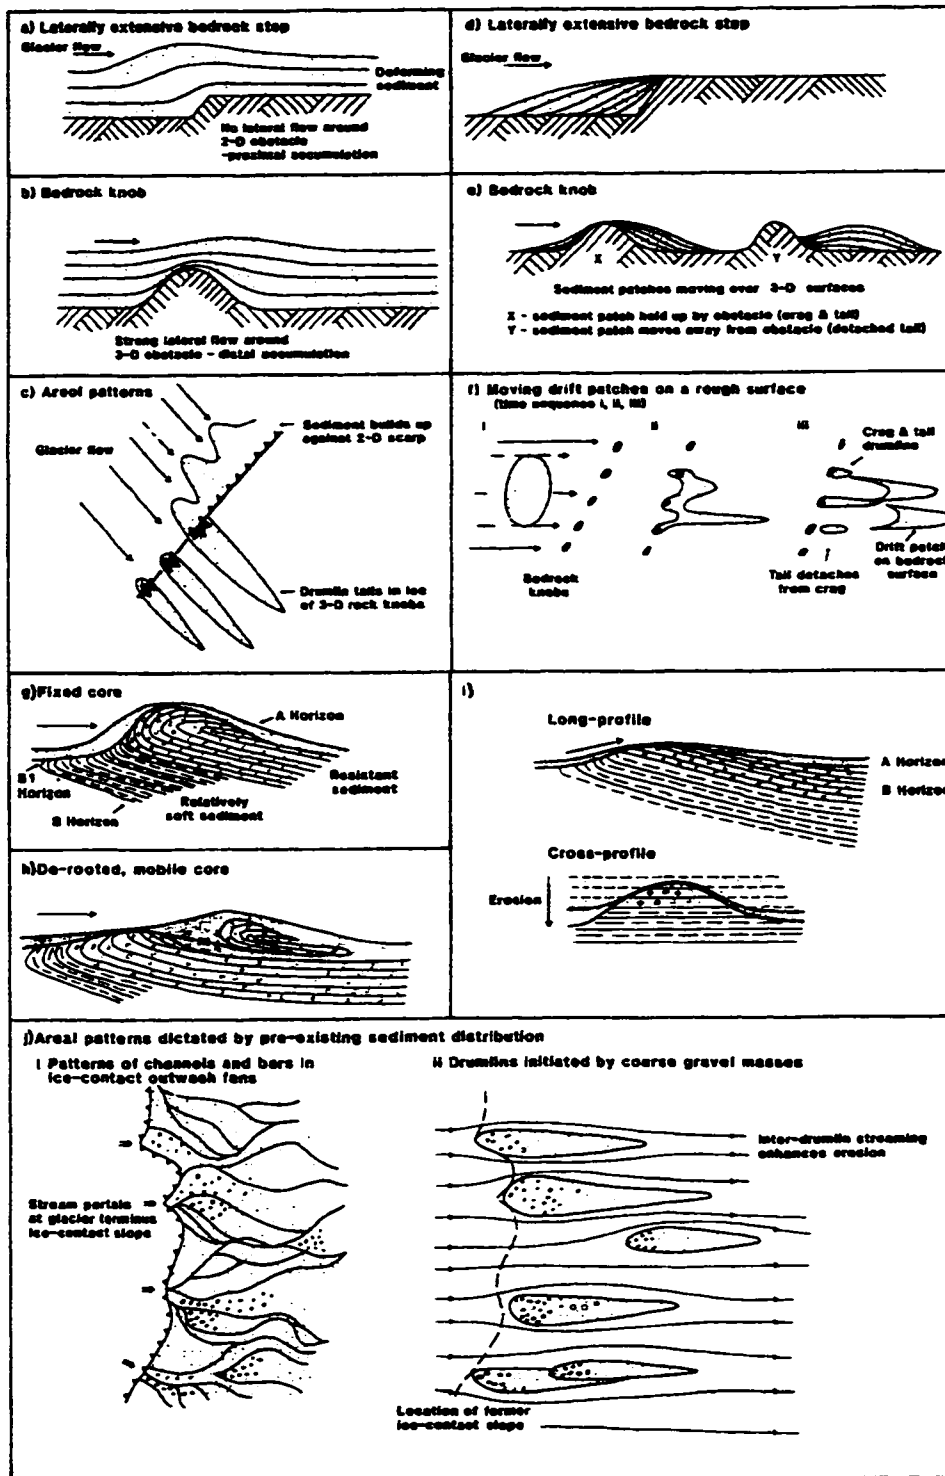 a) Laterally extensive bedrock step
Glacier flow
Deforming
sediment
No lateral flow around
2-D obstacle
-proximal accumulation
d) Laterally extensive bedrock step
Glacier flow
b) Bedrock knob
Strong lateral flow around
3-D obstacle - distal accumulation
e) Bedrock knob
X
Y
Sediment patches moving over 3-D surfaces
X - sediment patch held up by obstacle (crag & tail)
Y - sediment patch moves away from obstacle (detached tail)
c) Areal patterns
Glacier flow
Sediment builds up
against 2-D scarp
Drumlin tails in lee
of 3-D rock knobs
f) Moving drift patches on a rough surface
(time sequence i, ii, iii)
i
ii
iii
Crag & tail
drumlin
Bedrock
knobs
Tail detaches
from crag
Drift patch
on bedrock
surface
g) Fixed core
A Horizon
B1
Horizon
B Horizon
Relatively
soft sediment
Resistant
sediment
h) De-rooted, mobile core
i)
Long-profile
A Horizon
B Horizon
Cross-profile
Erosion
j) Areal patterns dictated by pre-existing sediment distribution
i Patterns of channels and bars in
ice-contact outwash fans
Stream portals
at glacier terminus
ice-contact slope
ii Drumlins initiated by coarse gravel masses
Inter-drumlin streaming
enhances erosion
Location of former
ice-contact slope